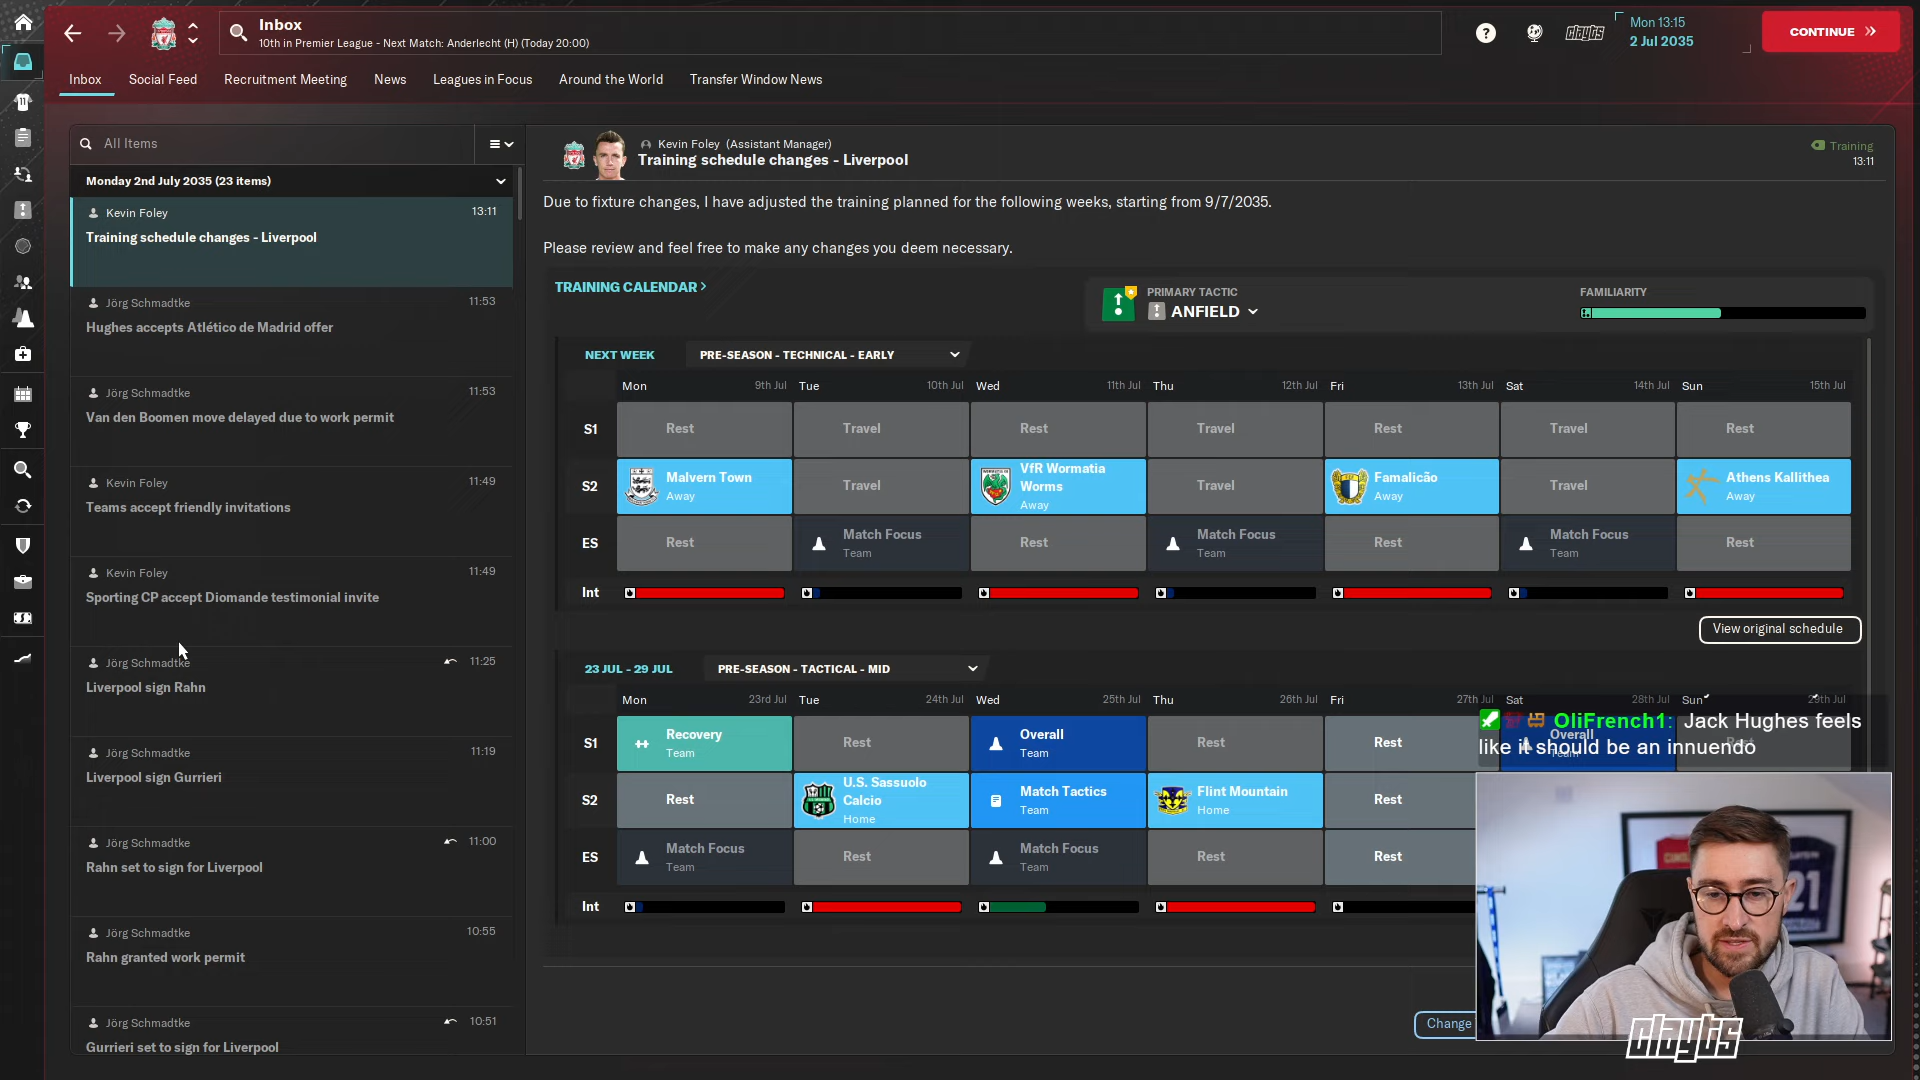 Inbox
10th in Premier League - Next Match: Anderlecht (H) (Today 20:00)
?
claytS
Mon 13:15
2 Jul 2035
CONTINUE
Inbox
Social Feed
Recruitment Meeting
News
Leagues in Focus
Around the World
Transfer Window News
All Items
Monday 2nd July 2035 (23 items)
Kevin Foley
13:11
Training schedule changes - Liverpool
Jörg Schmadtke
11:53
Hughes accepts Atlético de Madrid offer
Jörg Schmadtke
11:53
Van den Boomen move delayed due to work permit
Kevin Foley
11:49
Teams accept friendly invitations
Kevin Foley
11:49
Sporting CP accept Diomande testimonial invite
Jörg Schmadtke
11:25
Liverpool sign Rahn
Jörg Schmadtke
11:19
Liverpool sign Gurrieri
Jörg Schmadtke
11:00
Rahn set to sign for Liverpool
Jörg Schmadtke
10:55
Rahn granted work permit
Jörg Schmadtke
10:51
Gurrieri set to sign for Liverpool
Kevin Foley (Assistant Manager)
Training schedule changes - Liverpool
Training
13:11
Due to fixture changes, I have adjusted the training planned for the following weeks, starting from 9/7/2035.
Please review and feel free to make any changes you deem necessary.
TRAINING CALENDAR >
PRIMARY TACTIC
ANFIELD
FAMILIARITY
NEXT WEEK
PRE-SEASON - TECHNICAL - EARLY
Mon 9th Jul Tue 10th Jul Wed 11th Jul Thu 12th Jul Fri 13th Jul Sat 14th Jul Sun 15th Jul
S1 Rest Travel Rest Travel Rest Travel Rest
S2 Malvern Town Away Travel VfR Wormatia Worms Away Travel Famalicão Away Travel Athens Kallithea Away
ES Rest Match Focus Team Rest Match Focus Team Rest Match Focus Team Rest
Int
View original schedule
23 JUL - 29 JUL
PRE-SEASON - TACTICAL - MID
Mon 23rd Jul Tue 24th Jul Wed 25th Jul Thu 26th Jul Fri 27th Jul Sat 28th Jul Sun 29th Jul
S1 Recovery Team Rest Overall Team Rest Rest Overall Team Rest
S2 Rest U.S. Sassuolo Calcio Home Match Tactics Team Flint Mountain Home Rest
ES Match Focus Team Rest Match Focus Team Rest Rest
Int
OliFrench1: Jack Hughes feels
like it should be an innuendo
Change
21
claytS